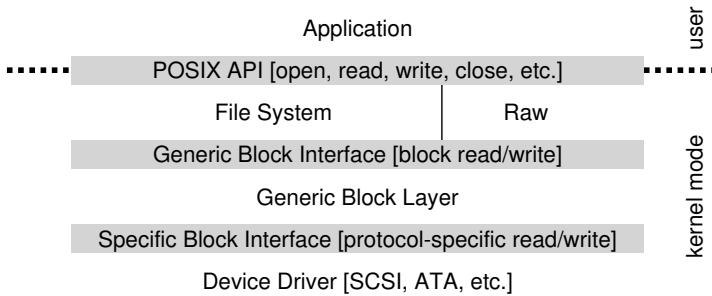 Application
POSIX API [open, read, write, close, etc.]
File System
Raw
Generic Block Interface [block read/write]
Generic Block Layer
Specific Block Interface [protocol-specific read/write]
Device Driver [SCSI, ATA, etc.]
user
kernel mode